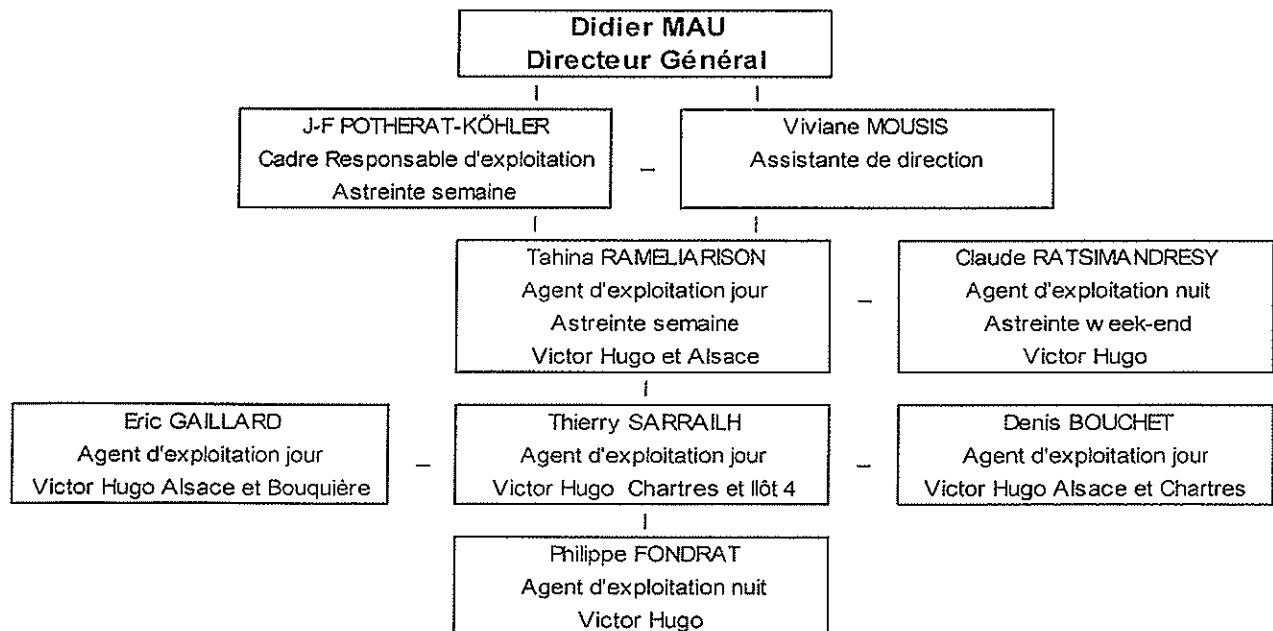 Didier MAU
Directeur Général
J-F POTHERAT-KÖHLER
Cadre Responsable d'exploitation
Astreinte semaine
Viviane MOUSIS
Assistante de direction
Tahina RAMELIARISON
Agent d'exploitation jour
Astreinte semaine
Victor Hugo et Alsace
Claude RATSIMANDRESY
Agent d'exploitation nuit
Astreinte week-end
Victor Hugo
Eric GAILLARD
Agent d'exploitation jour
Victor Hugo Alsace et Bouquière
Thierry SARRAILH
Agent d'exploitation jour
Victor Hugo Chartres et Ilôt 4
Denis BOUCHET
Agent d'exploitation jour
Victor Hugo Alsace et Chartres
Philippe FONDRAT
Agent d'exploitation nuit
Victor Hugo